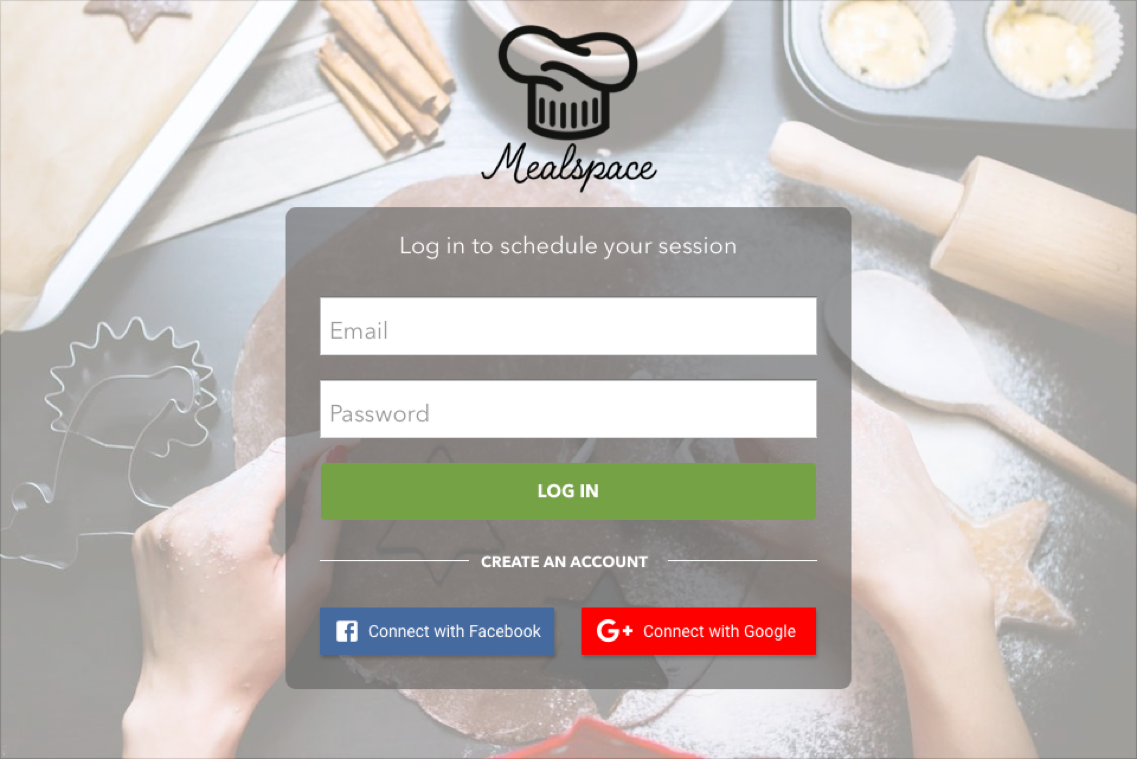 Mealspace
Log in to schedule your session
Email
Password
LOG IN
CREATE AN ACCOUNT
Connect with Facebook
G+ Connect with Google